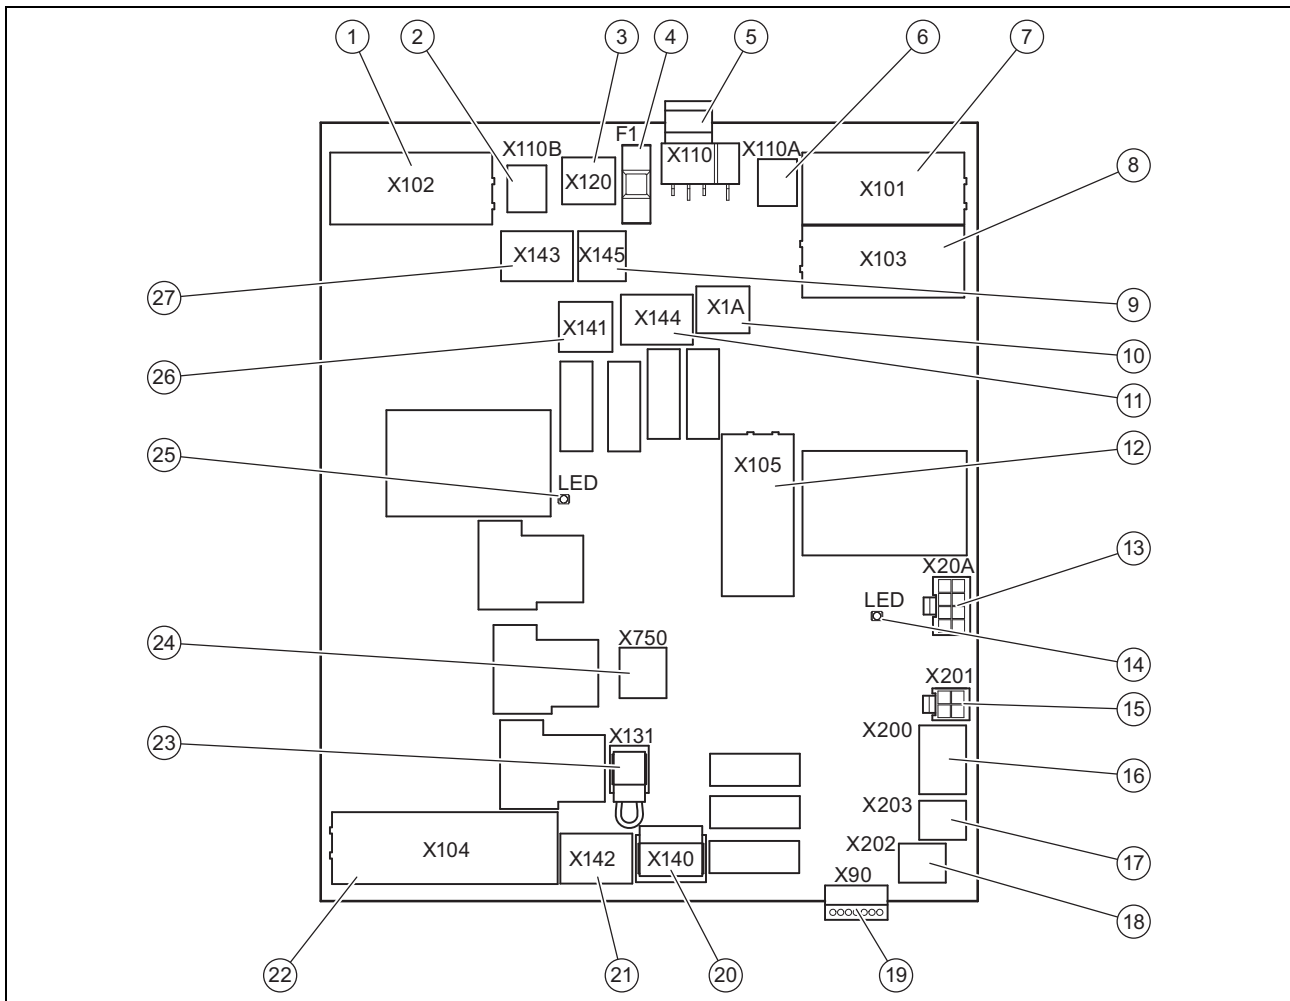 1 2 3 4 5 6 7
F1
X110B X110 X110A
X102 X120 X101
8
X143 X145 X103
27 9
X141 X144 X1A
26 10
11
25 LED X105 12
X20A 13
LED
24 X750 14
X201 15
23 X131 X200
16
X203
X202 17
X104 X142 X140
X90
18
22 21 20 19